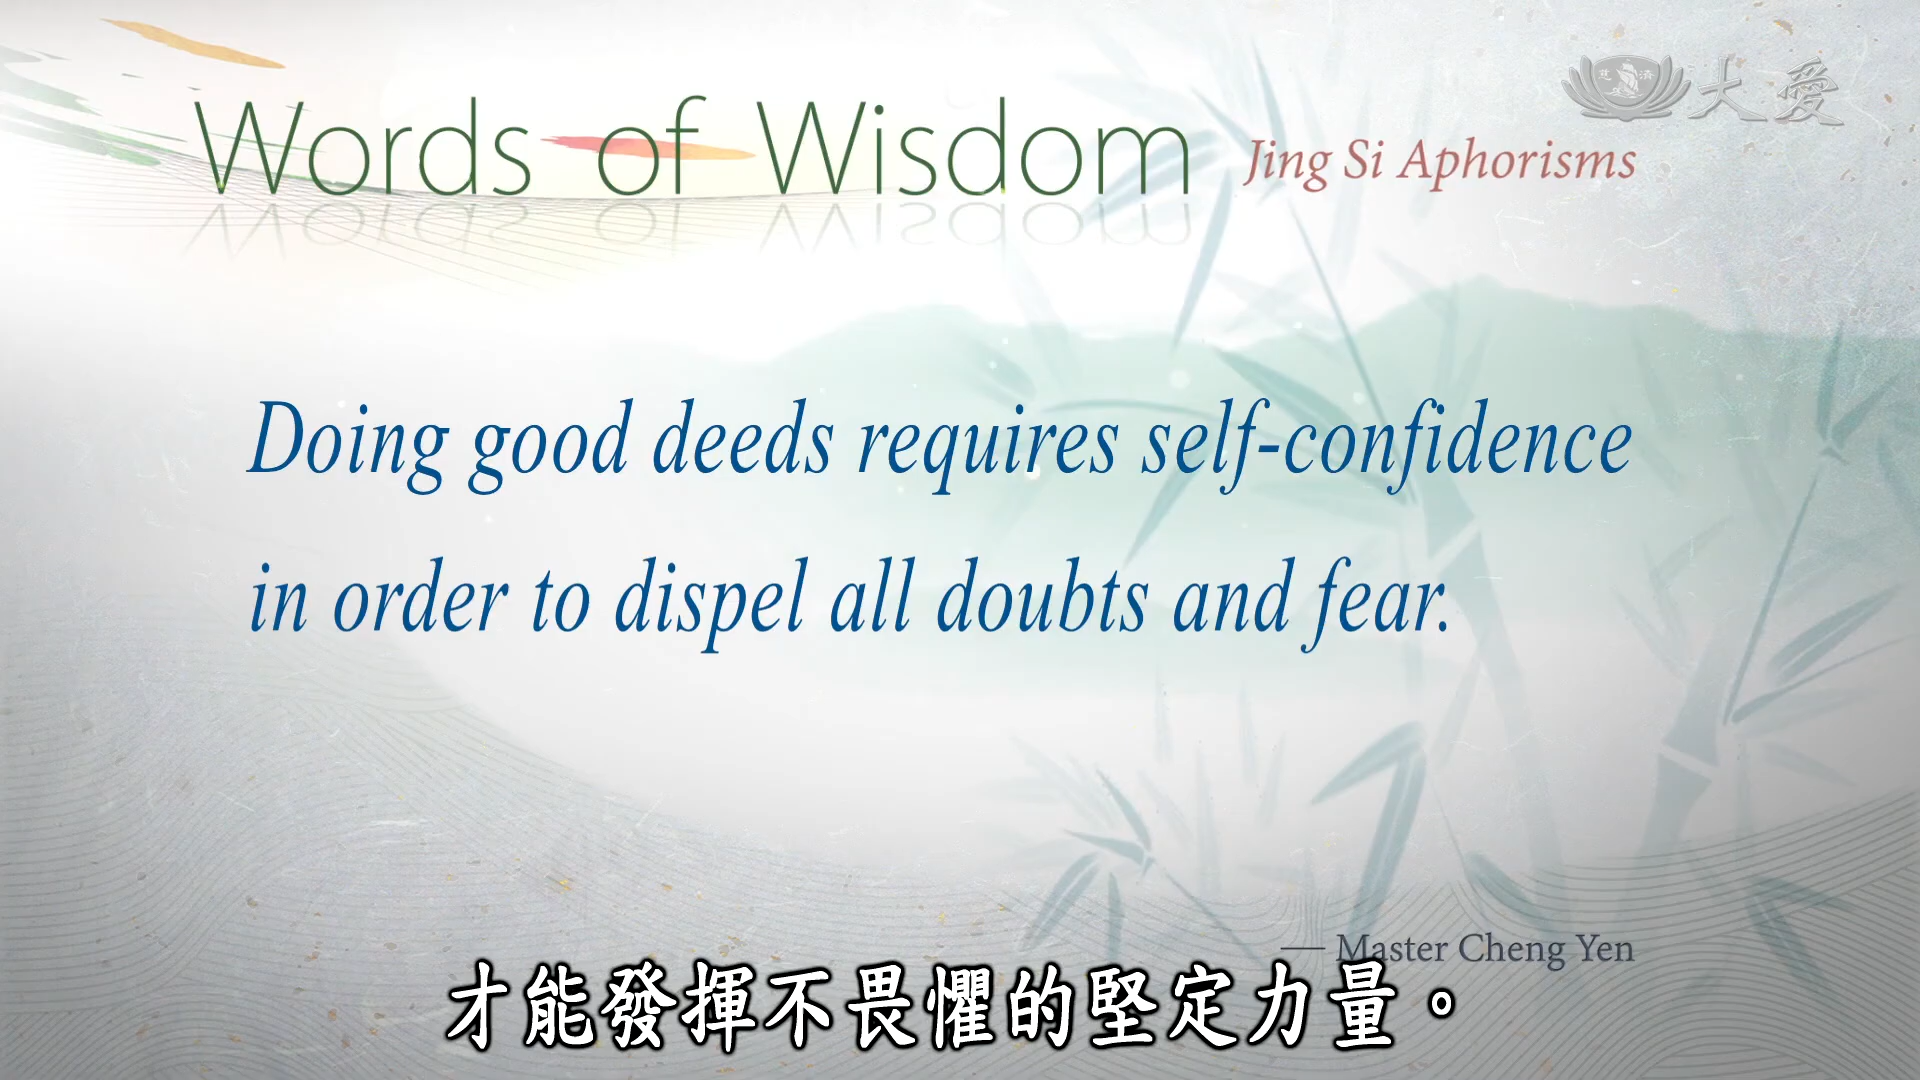 大愛
Words of Wisdom
Jing Si Aphorisms
Doing good deeds requires self-confidence
in order to dispel all doubts and fear.
— Master Cheng Yen
才能發揮不畏懼的堅定力量。